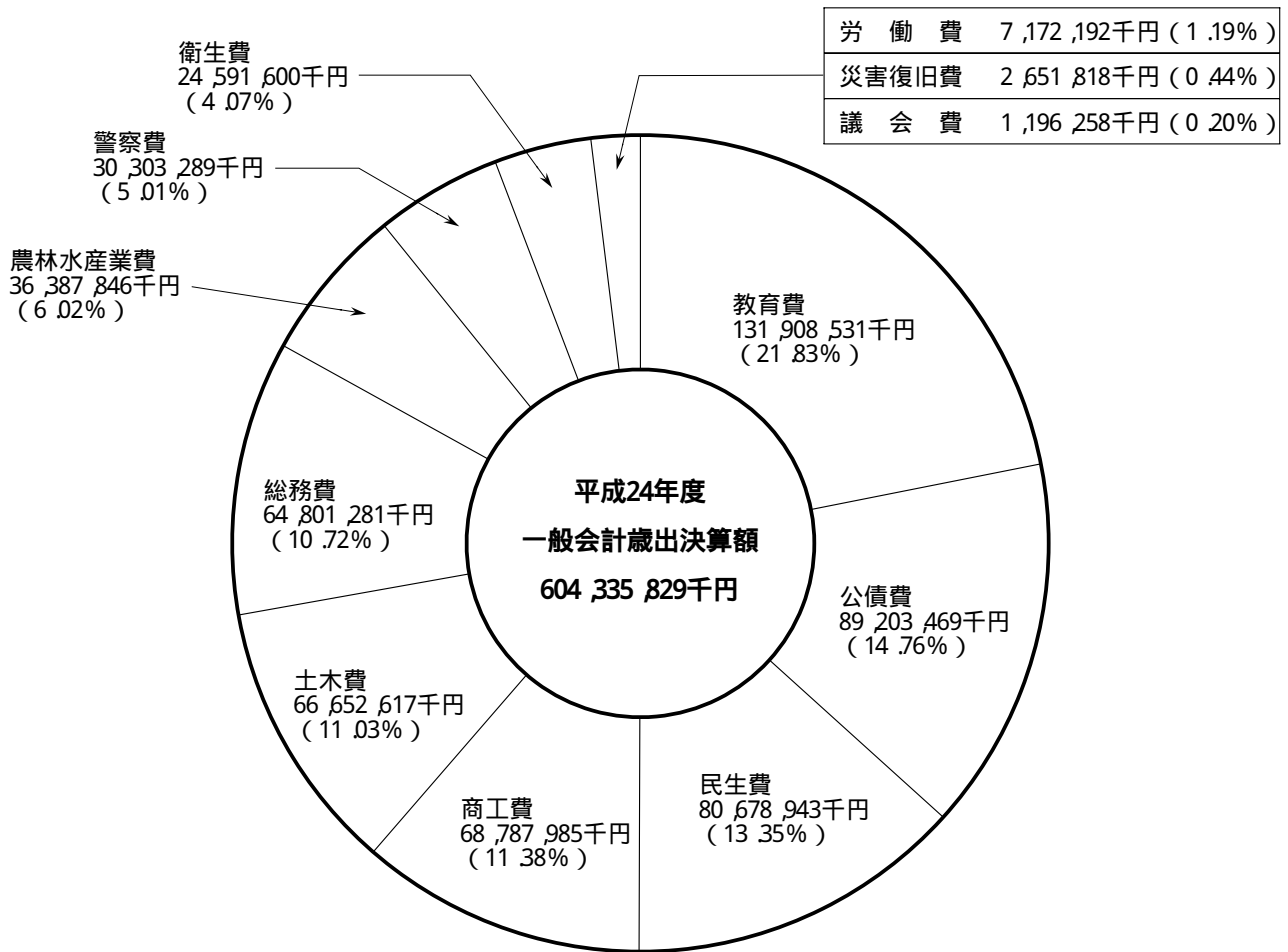 労働費 7,172,192千円(1.19%)
災害復旧費 2,651,818千円(0.44%)
議会費 1,196,258千円(0.20%)
衛生費
24,591,600千円
(4.07%)
警察費
30,303,289千円
(5.01%)
農林水産業費
36,387,846千円
(6.02%)
教育費
131,908,531千円
(21.83%)
総務費
64,801,281千円
(10.72%)
平成24年度
一般会計歳出決算額
604,335,829千円
公債費
89,203,469千円
(14.76%)
土木費
66,652,617千円
(11.03%)
民生費
80,678,943千円
(13.35%)
商工費
68,787,985千円
(11.38%)